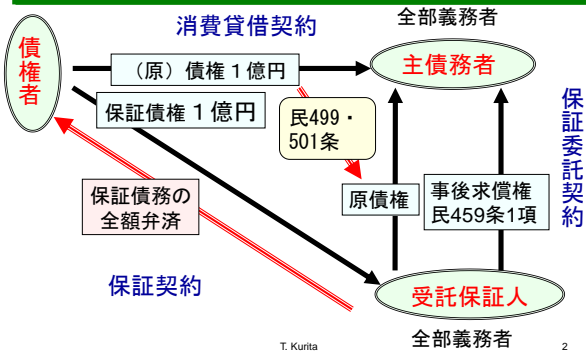 消費貸借契約
全部義務者
債権者
（原）債権１億円
主債務者
保証債権１億円
民499・
501条
保証委託契約
保証債務の
全額弁済
原債権
事後求償権
民459条1項
保証契約
受託保証人
T. Kurita
全部義務者
2